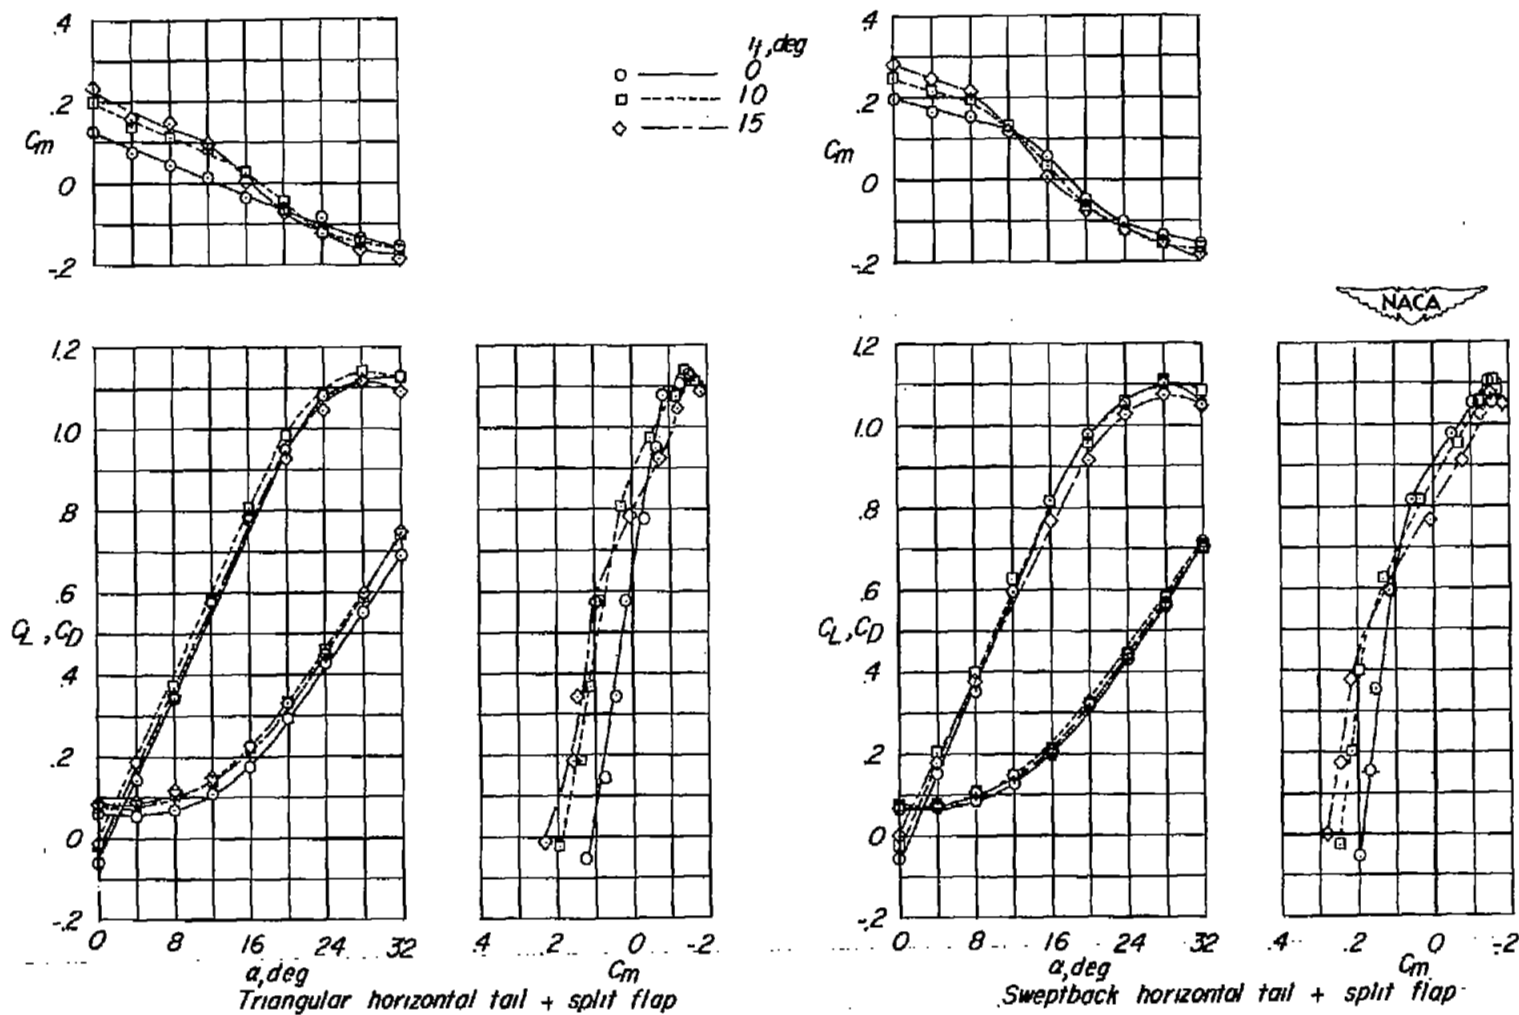 .4
.2
Cm
0
-.2
η, deg
0
10
15
.4
.2
Cm
0
-.2
NACA
1.2
1.0
.8
.6
CL, CD
.4
.2
0
-.2
0 8 16 24 32
α, deg
.4 .2 0 -.2
Cm
Triangular horizontal tail + split flap
1.2
1.0
.8
.6
CL, CD
.4
.2
0
-.2
0 8 16 24 32
α, deg
.4 .2 0 -.2
Cm
Sweptback horizontal tail + split flap